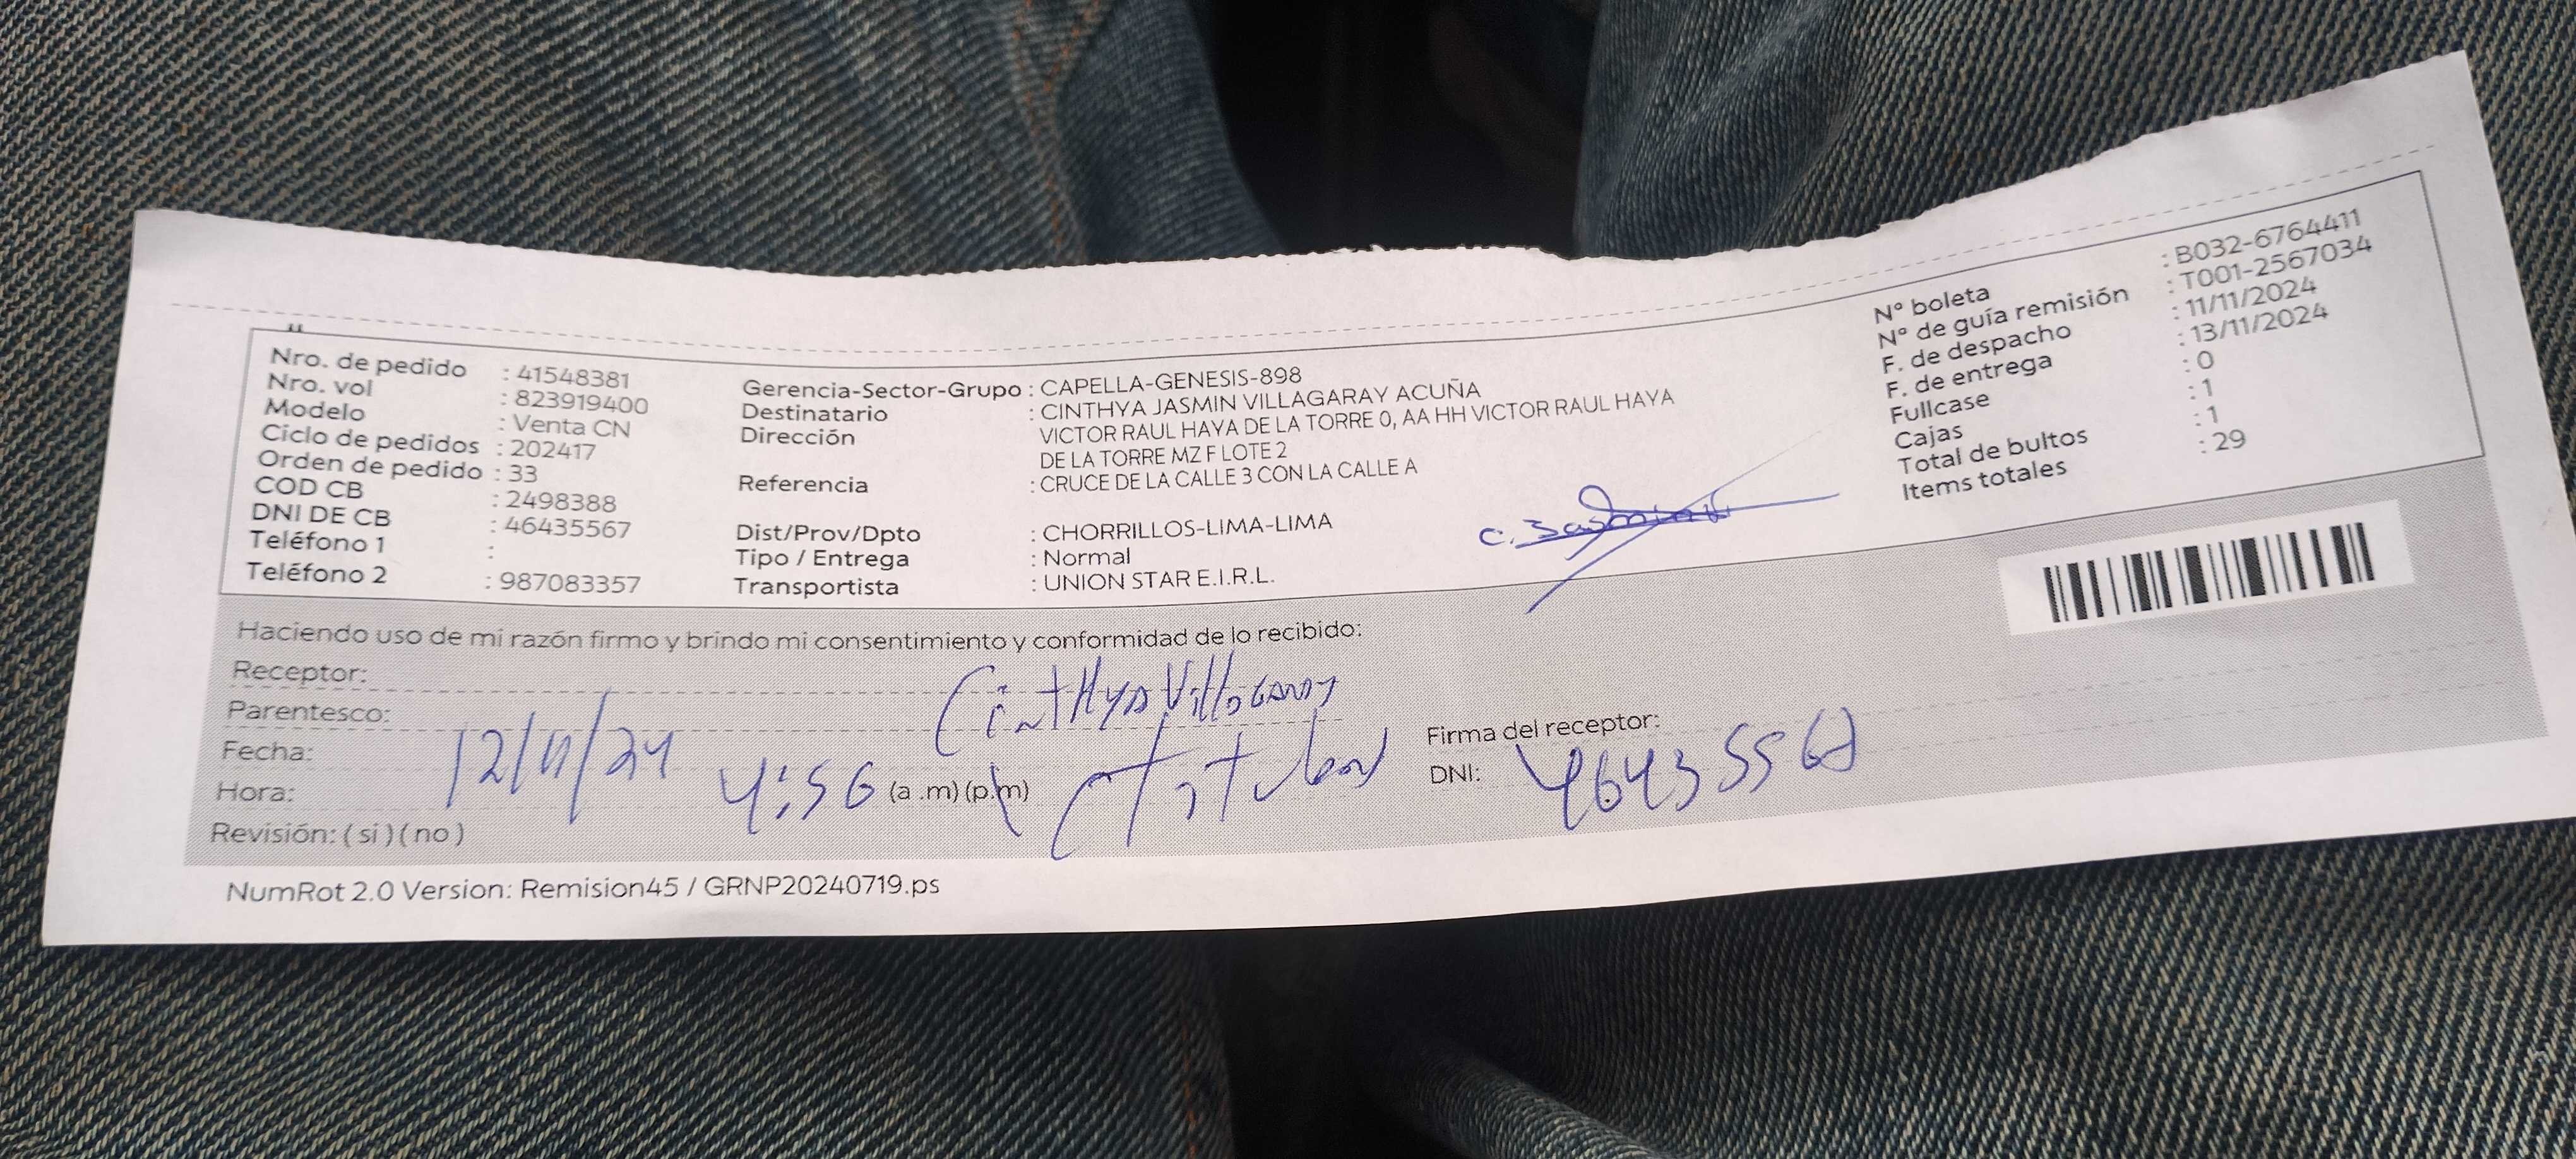 Nro. de pedido : 41548381
Nro. vol : 823919400
Modelo : Venta CN
Ciclo de pedidos : 202417
Orden de pedido : 33
COD CB : 2498388
DNI DE CB : 46435567
Teléfono 1 :
Teléfono 2 : 987083357
Gerencia-Sector-Grupo : CAPELLA-GENESIS-898
Destinatario : CINTHYA JASMIN VILLAGARAY ACUÑA
Dirección VICTOR RAUL HAYA DE LA TORRE 0, AA HH VICTOR RAUL HAYA
DE LA TORRE MZ F LOTE 2
Referencia : CRUCE DE LA CALLE 3 CON LA CALLE A
Dist/Prov/Dpto : CHORRILLOS-LIMA-LIMA
Tipo / Entrega : Normal
Transportista : UNION STAR E.I.R.L.
C. Jasmin V.
Nº boleta : B032-6764411
Nº de guía remisión : T001-2567034
F. de despacho : 11/11/2024
F. de entrega : 13/11/2024
Fullcase : 0
Cajas : 1
Total de bultos : 1
Items totales : 29
Haciendo uso de mi razón firmo y brindo mi consentimiento y conformidad de lo recibido:
Receptor: Cinthya Villagaray
Parentesco: Titular
Fecha: 12/11/24
Hora: 4:56 (a .m) (p.m)
Revisión: ( si ) ( no )
Firma del receptor:
DNI: 46435567
NumRot 2.0 Version: Remision45 / GRNP20240719.ps